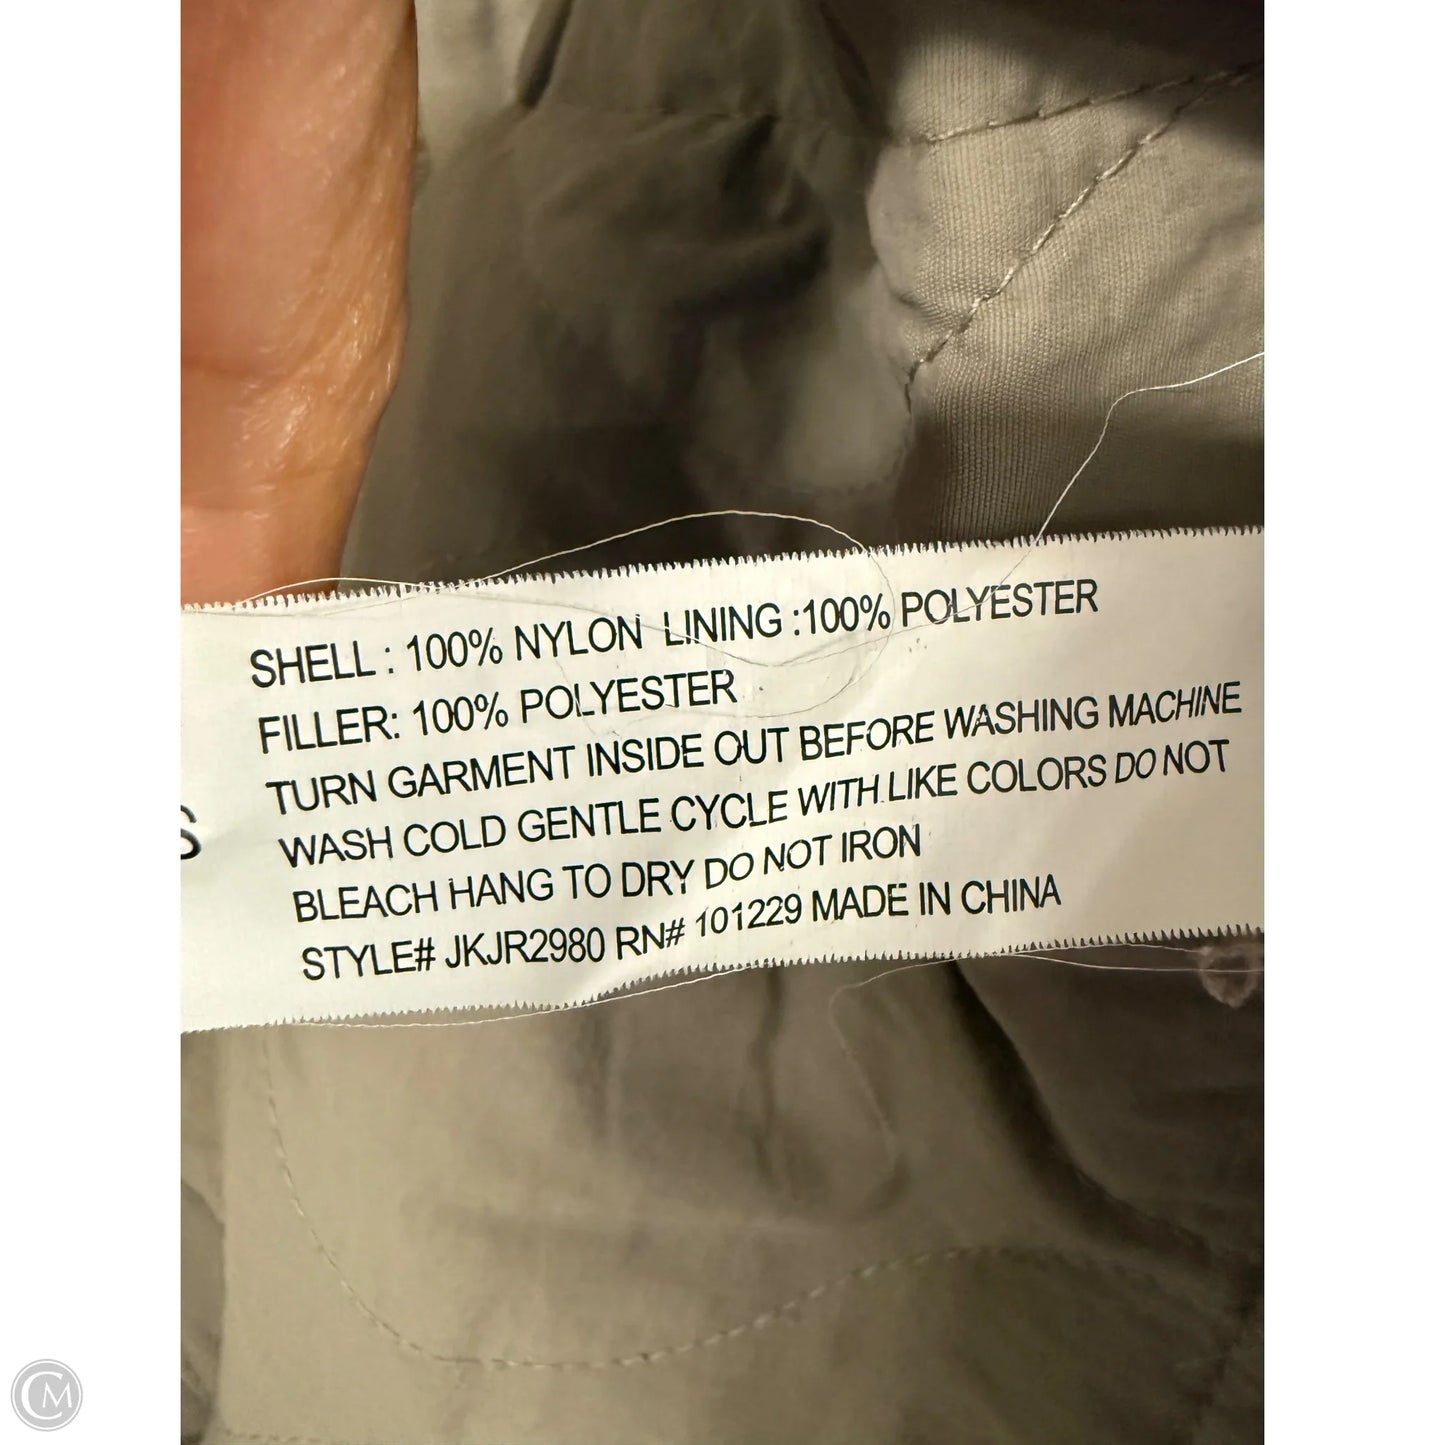 SHELL : 100% NYLON LINING :100% POLYESTER
FILLER: 100% POLYESTER
TURN GARMENT INSIDE OUT BEFORE WASHING MACHINE
WASH COLD GENTLE CYCLE WITH LIKE COLORS DO NOT
BLEACH HANG TO DRY DO NOT IRON
STYLE# JKJR2980 RN# 101229 MADE IN CHINA
S
CM